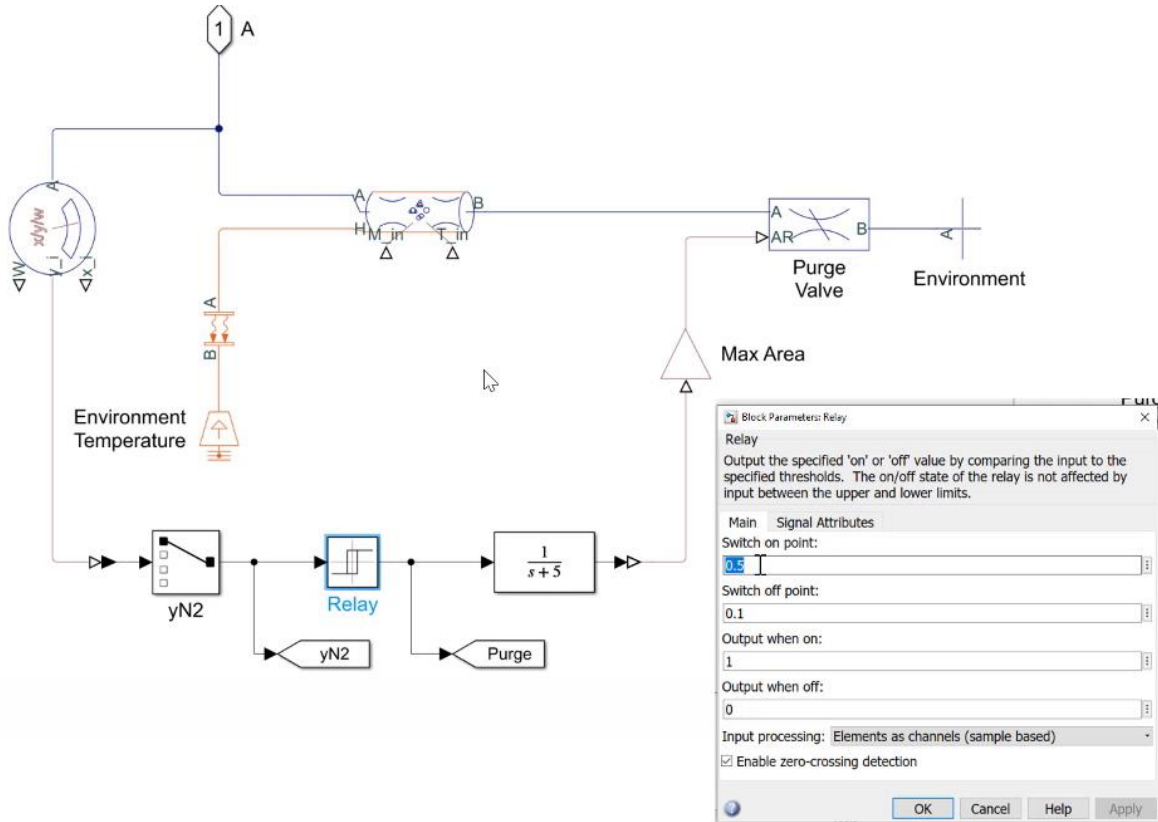 1 A
A
x/y/w
W
y_i
x_i
A
H
M_in
T_in
B
A
AR
B
A
Purge
Valve
Environment
A
B
Environment
Temperature
Max Area
yN2
Relay
1
s + 5
yN2
Purge
Block Parameters: Relay
Relay
Output the specified 'on' or 'off' value by comparing the input to the
specified thresholds. The on/off state of the relay is not affected by
input between the upper and lower limits.
Main Signal Attributes
Switch on point:
0.5
Switch off point:
0.1
Output when on:
1
Output when off:
0
Input processing: Elements as channels (sample based)
Enable zero-crossing detection
OK Cancel Help Apply